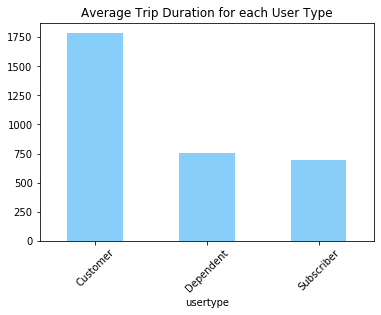 Average Trip Duration for each User Type
1750
1500
1250
1000
750
500
250
0
Customer
Dependent
Subscriber
usertype